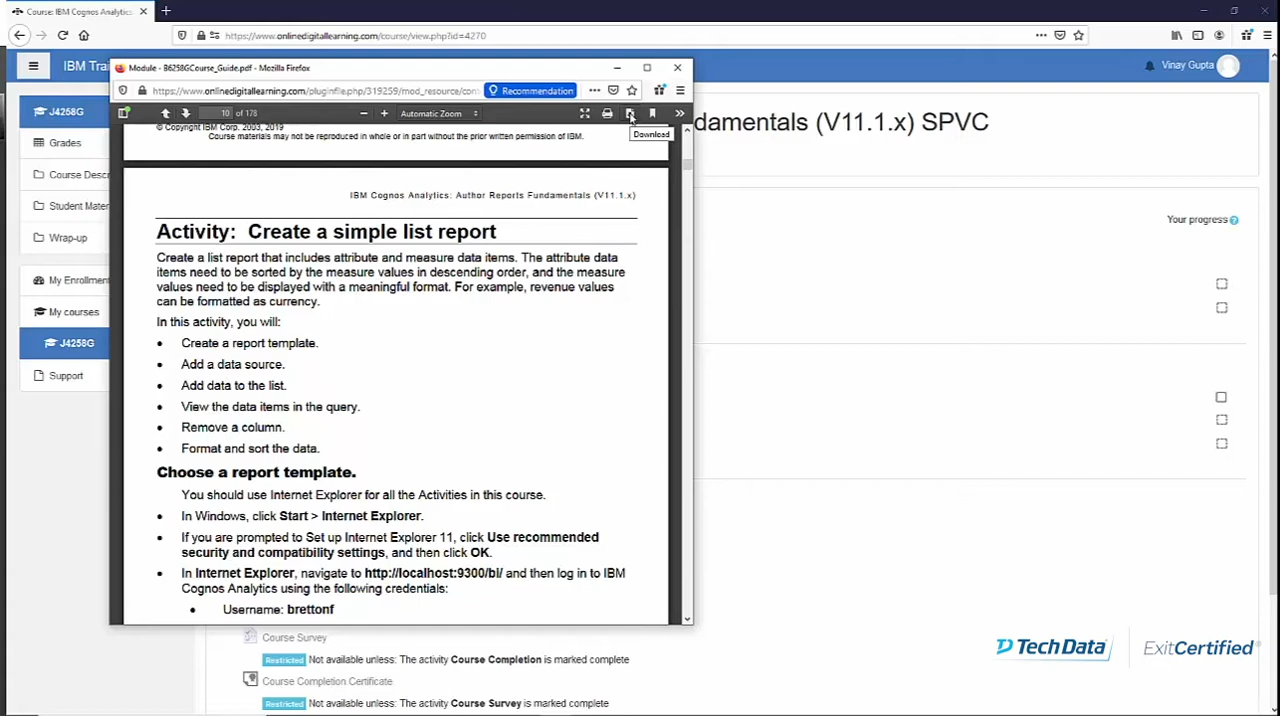 Course: IBM Cognos Analytics
https://www.onlinedigitallearning.com/course/view.php?id=4270
IBM Trai
Vinay Gupta
Module - B6258GCourse_Guide.pdf - Mozilla Firefox
https://www.onlinedigitallearning.com/pluginfile.php/319259/mod_resource/con
Recommendation
10 of 178
Automatic Zoom
Download
© Copyright IBM Corp. 2003, 2019
Course materials may not be reproduced in whole or in part without the prior written permission of IBM.
IBM Cognos Analytics: Author Reports Fundamentals (V11.1.x)
Activity: Create a simple list report
Create a list report that includes attribute and measure data items. The attribute data
items need to be sorted by the measure values in descending order, and the measure
values need to be displayed with a meaningful format. For example, revenue values
can be formatted as currency.
In this activity, you will:
• Create a report template.
• Add a data source.
• Add data to the list.
• View the data items in the query.
• Remove a column.
• Format and sort the data.
Choose a report template.
You should use Internet Explorer for all the Activities in this course.
• In Windows, click Start > Internet Explorer.
• If you are prompted to Set up Internet Explorer 11, click Use recommended
security and compatibility settings, and then click OK.
• In Internet Explorer, navigate to http://localhost:9300/bi/ and then log in to IBM
Cognos Analytics using the following credentials:
• Username: brettonf
J4258G
Grades
Course Descr
Student Mater
Wrap-up
My Enrollment
My courses
J4258G
Support
damentals (V11.1.x) SPVC
Your progress
Course Survey
Restricted Not available unless: The activity Course Completion is marked complete
Course Completion Certificate
Restricted Not available unless: The activity Course Survey is marked complete
Tech Data
ExitCertified